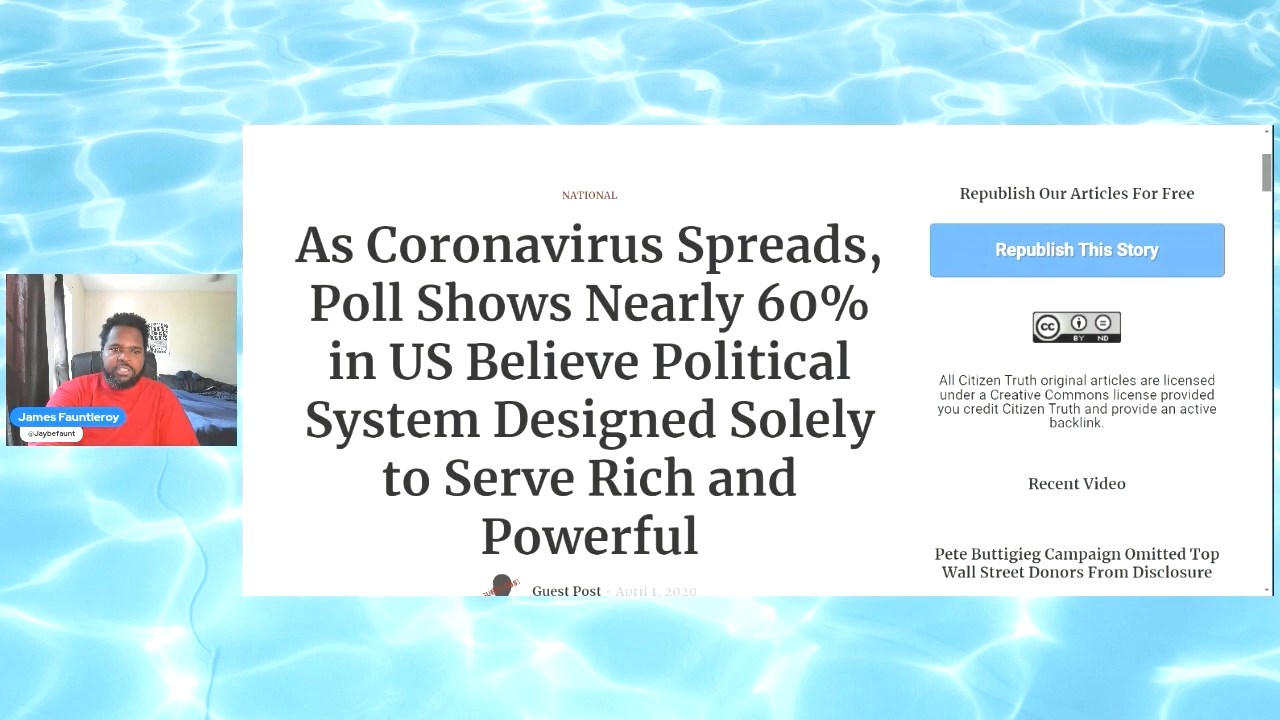 NATIONAL
As Coronavirus Spreads,
Poll Shows Nearly 60%
in US Believe Political
System Designed Solely
to Serve Rich and
Powerful
Guest Post · April 1, 2020
Republish Our Articles For Free
Republish This Story
cc
BY ND
All Citizen Truth original articles are licensed
under a Creative Commons license provided
you credit Citizen Truth and provide an active
backlink.
Recent Video
Pete Buttigieg Campaign Omitted Top
Wall Street Donors From Disclosure
James Fauntleroy
@Jaybefaunt